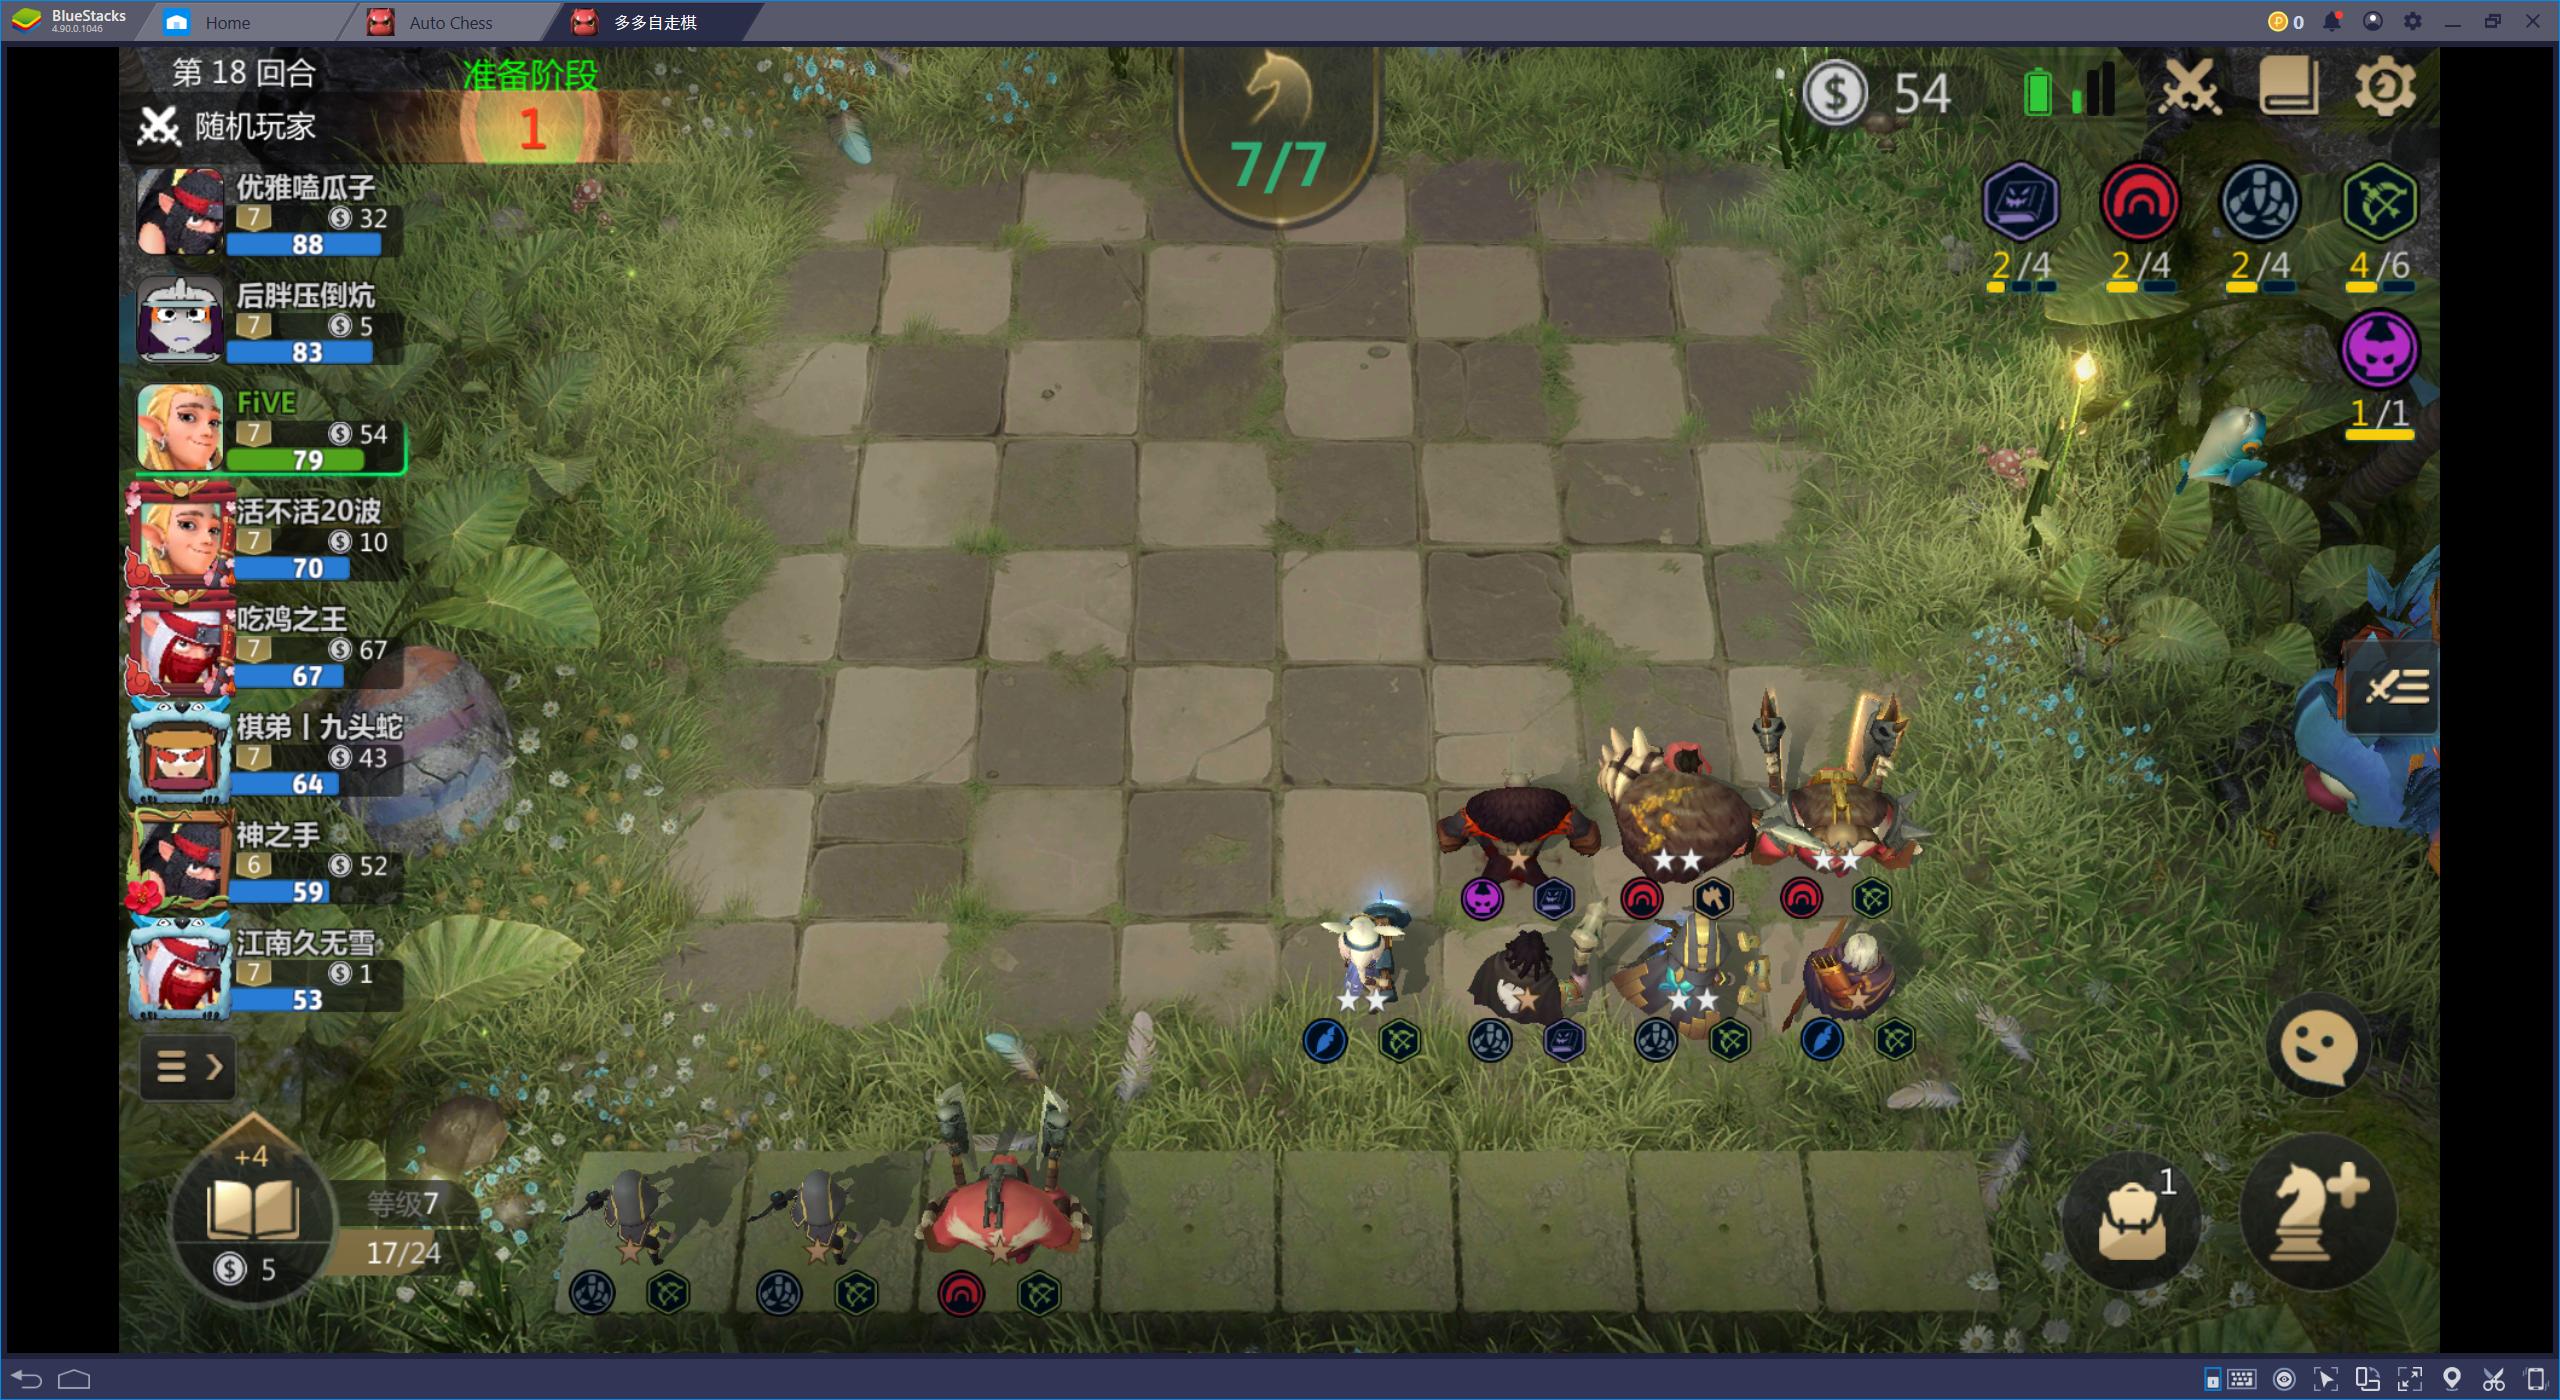 BlueStacks
4.90.0.1046
Home
Auto Chess
多多自走棋
0
第 18 回合
准备阶段
随机玩家
1
7/7
54
2/4
2/4
2/4
4/6
1/1
优雅嗑瓜子
7
32
88
后胖压倒炕
7
5
83
FiVE
7
54
79
活不活20波
7
10
70
吃鸡之王
7
67
67
棋弟丨九头蛇
7
43
64
神之手
6
52
59
江南久无雪
7
1
53
+4
等级7
17/24
5
1